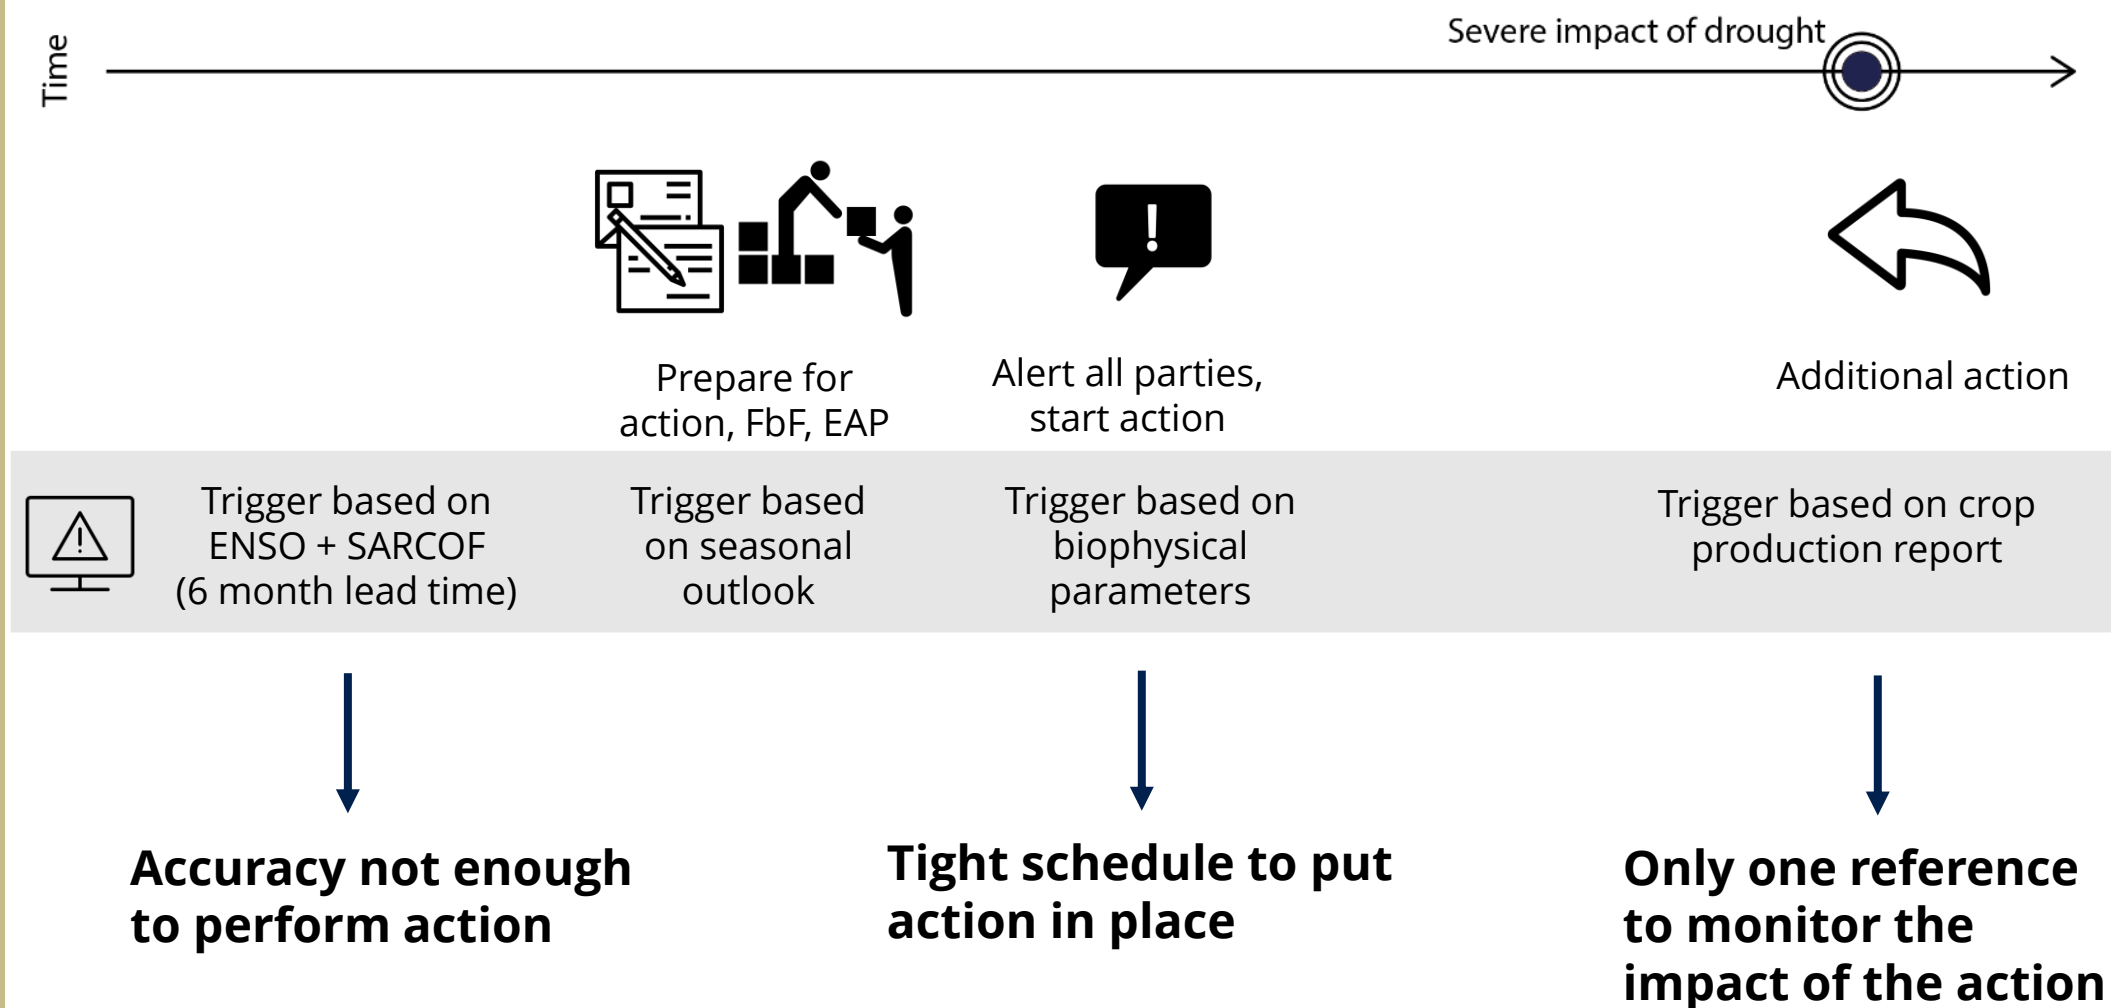 Time
Severe impact of drought
Prepare for
action, FbF, EAP
Alert all parties,
start action
Additional action
Trigger based on
ENSO + SARCOF
(6 month lead time)
Trigger based
on seasonal
outlook
Trigger based on
biophysical
parameters
Trigger based on crop
production report
Accuracy not enough
to perform action
Tight schedule to put
action in place
Only one reference
to monitor the
impact of the action